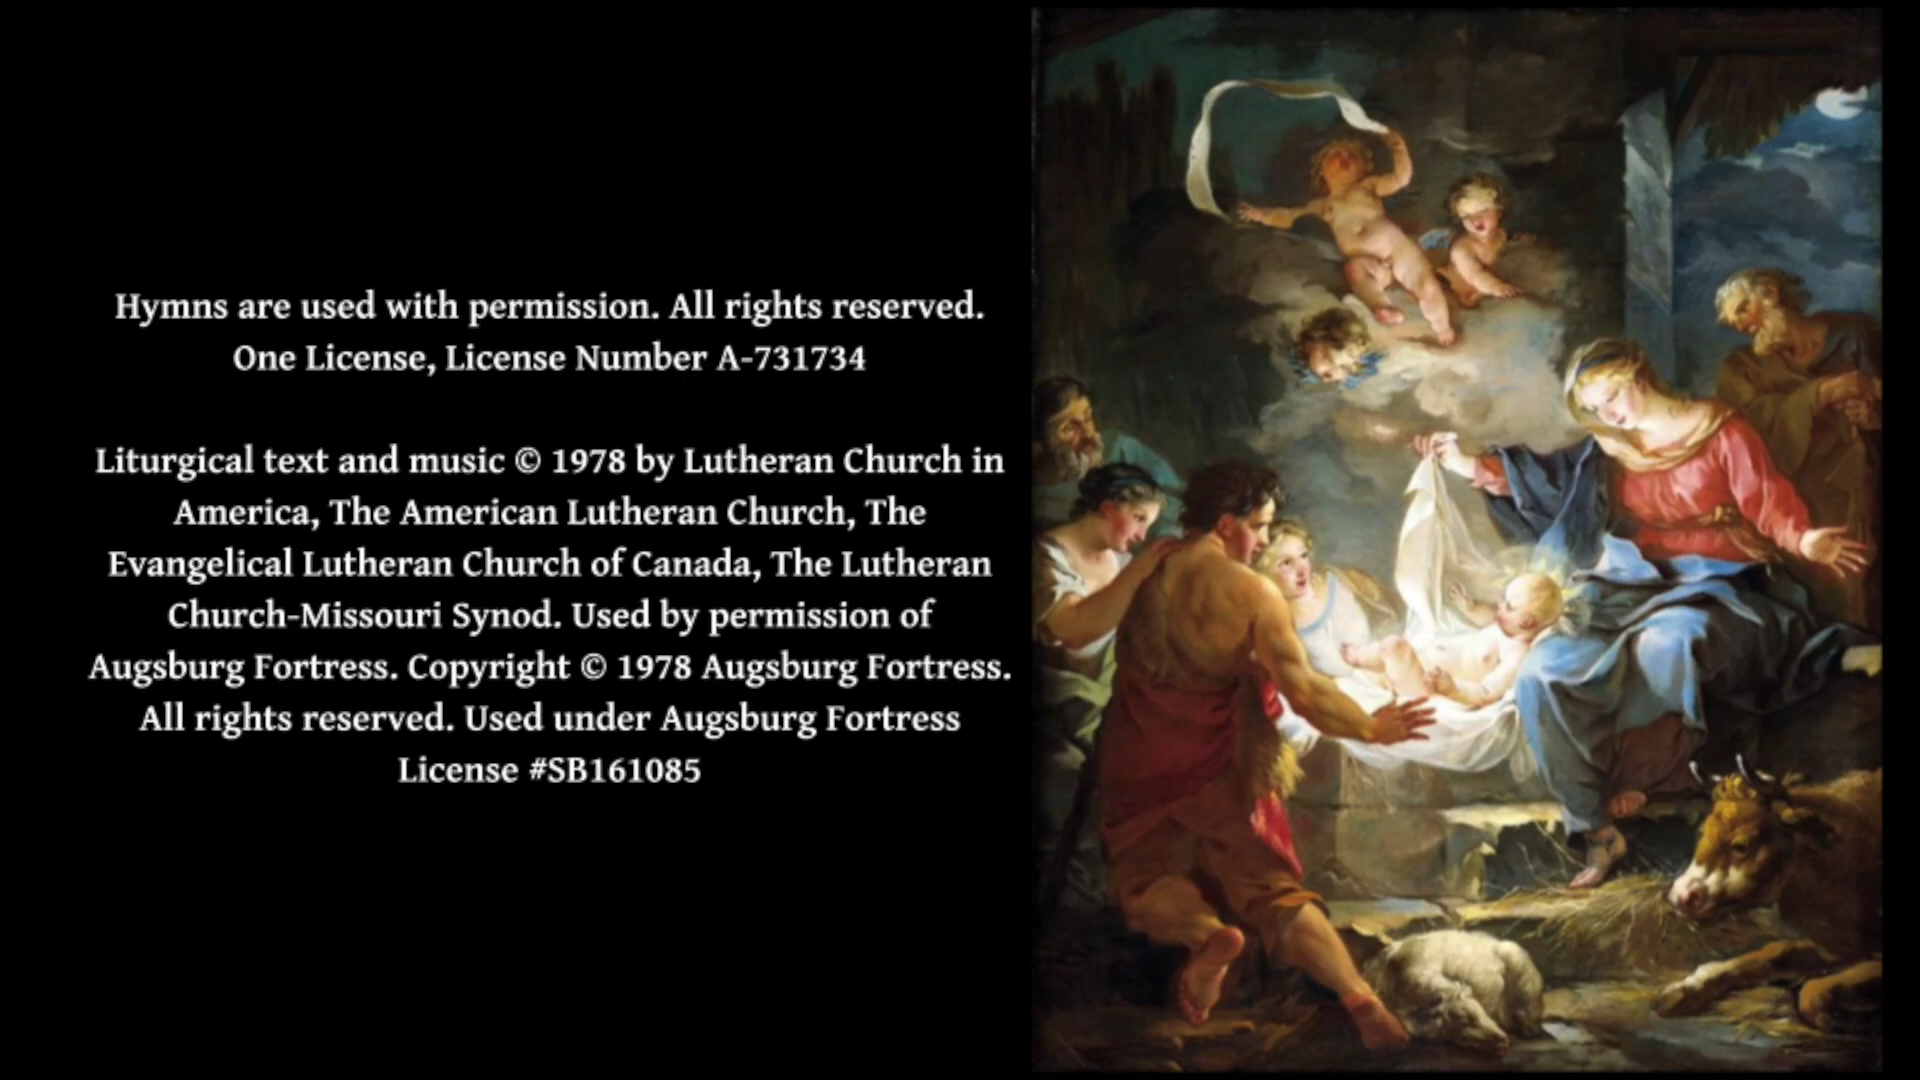 Hymns are used with permission. All rights reserved.
One License, License Number A-731734
Liturgical text and music © 1978 by Lutheran Church in
America, The American Lutheran Church, The
Evangelical Lutheran Church of Canada, The Lutheran
Church-Missouri Synod. Used by permission of
Augsburg Fortress. Copyright © 1978 Augsburg Fortress.
All rights reserved. Used under Augsburg Fortress
License #SB161085